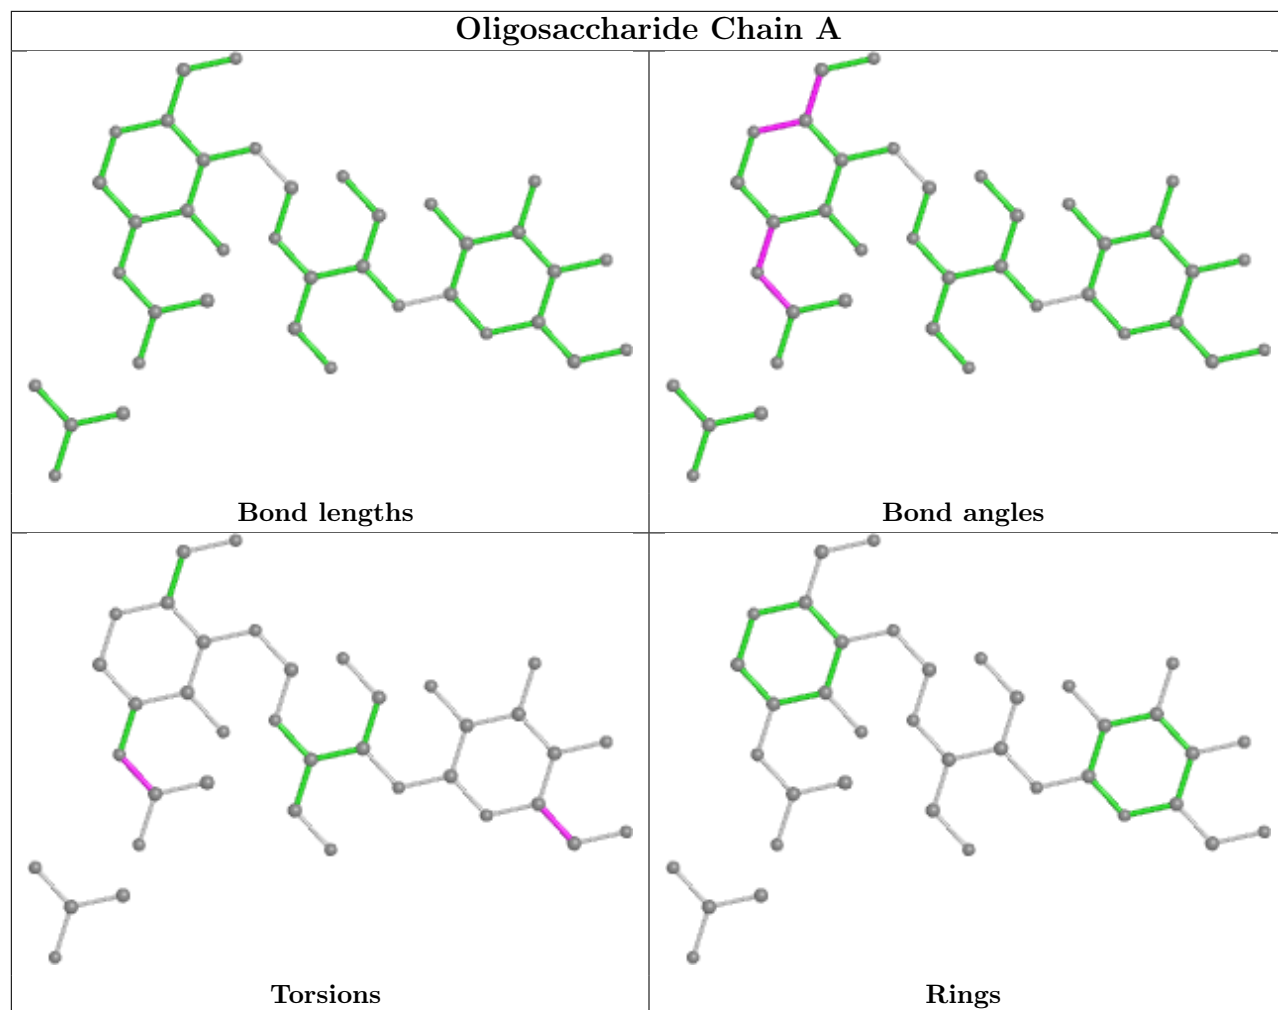 Oligosaccharide Chain A
Bond lengths
Bond angles
Torsions
Rings